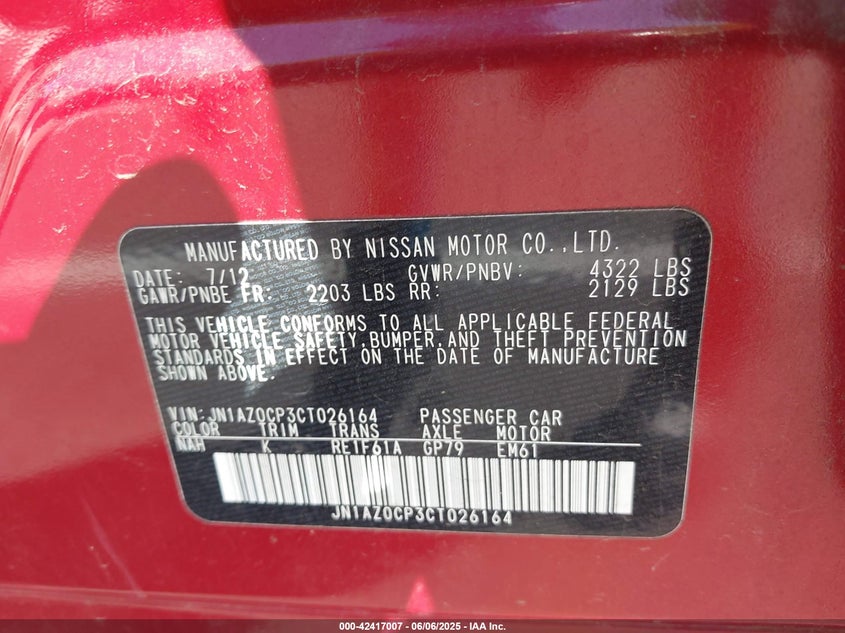 MANUFACTURED BY NISSAN MOTOR CO.,LTD.
DATE: 7/12 GVWR/PNBV: 4322 LBS
GAWR/PNBE FR: 2203 LBS RR: 2129 LBS
THIS VEHICLE CONFORMS TO ALL APPLICABLE FEDERAL
MOTOR VEHICLE SAFETY,BUMPER,AND THEFT PREVENTION
STANDARDS IN EFFECT ON THE DATE OF MANUFACTURE
SHOWN ABOVE.
VIN:JN1AZ0CP3CT026164 PASSENGER CAR
COLOR TRIM TRANS AXLE MOTOR
NAH K RE1F61A GP79 EM61
JN1AZ0CP3CT026164
000-42417007 - 06/06/2025 - IAA Inc.